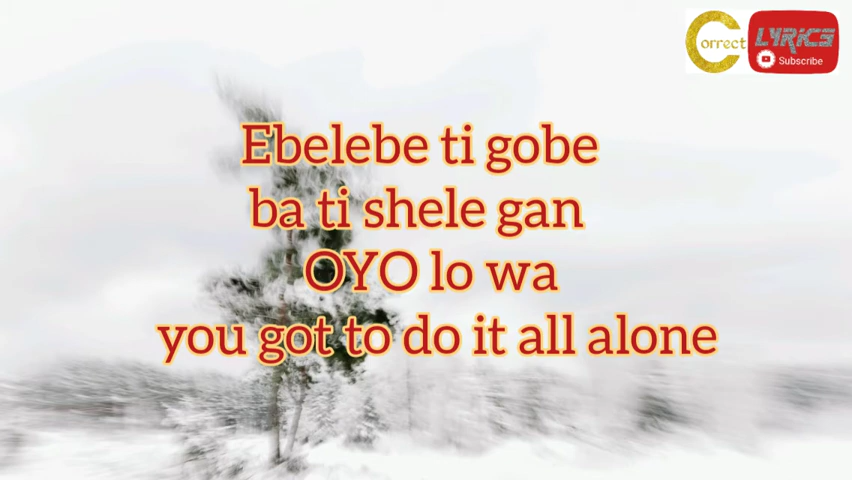 Correct
LYRICS
Subscribe
Ebelebe ti gobe
ba ti shele gan
OYO lo wa
you got to do it all alone